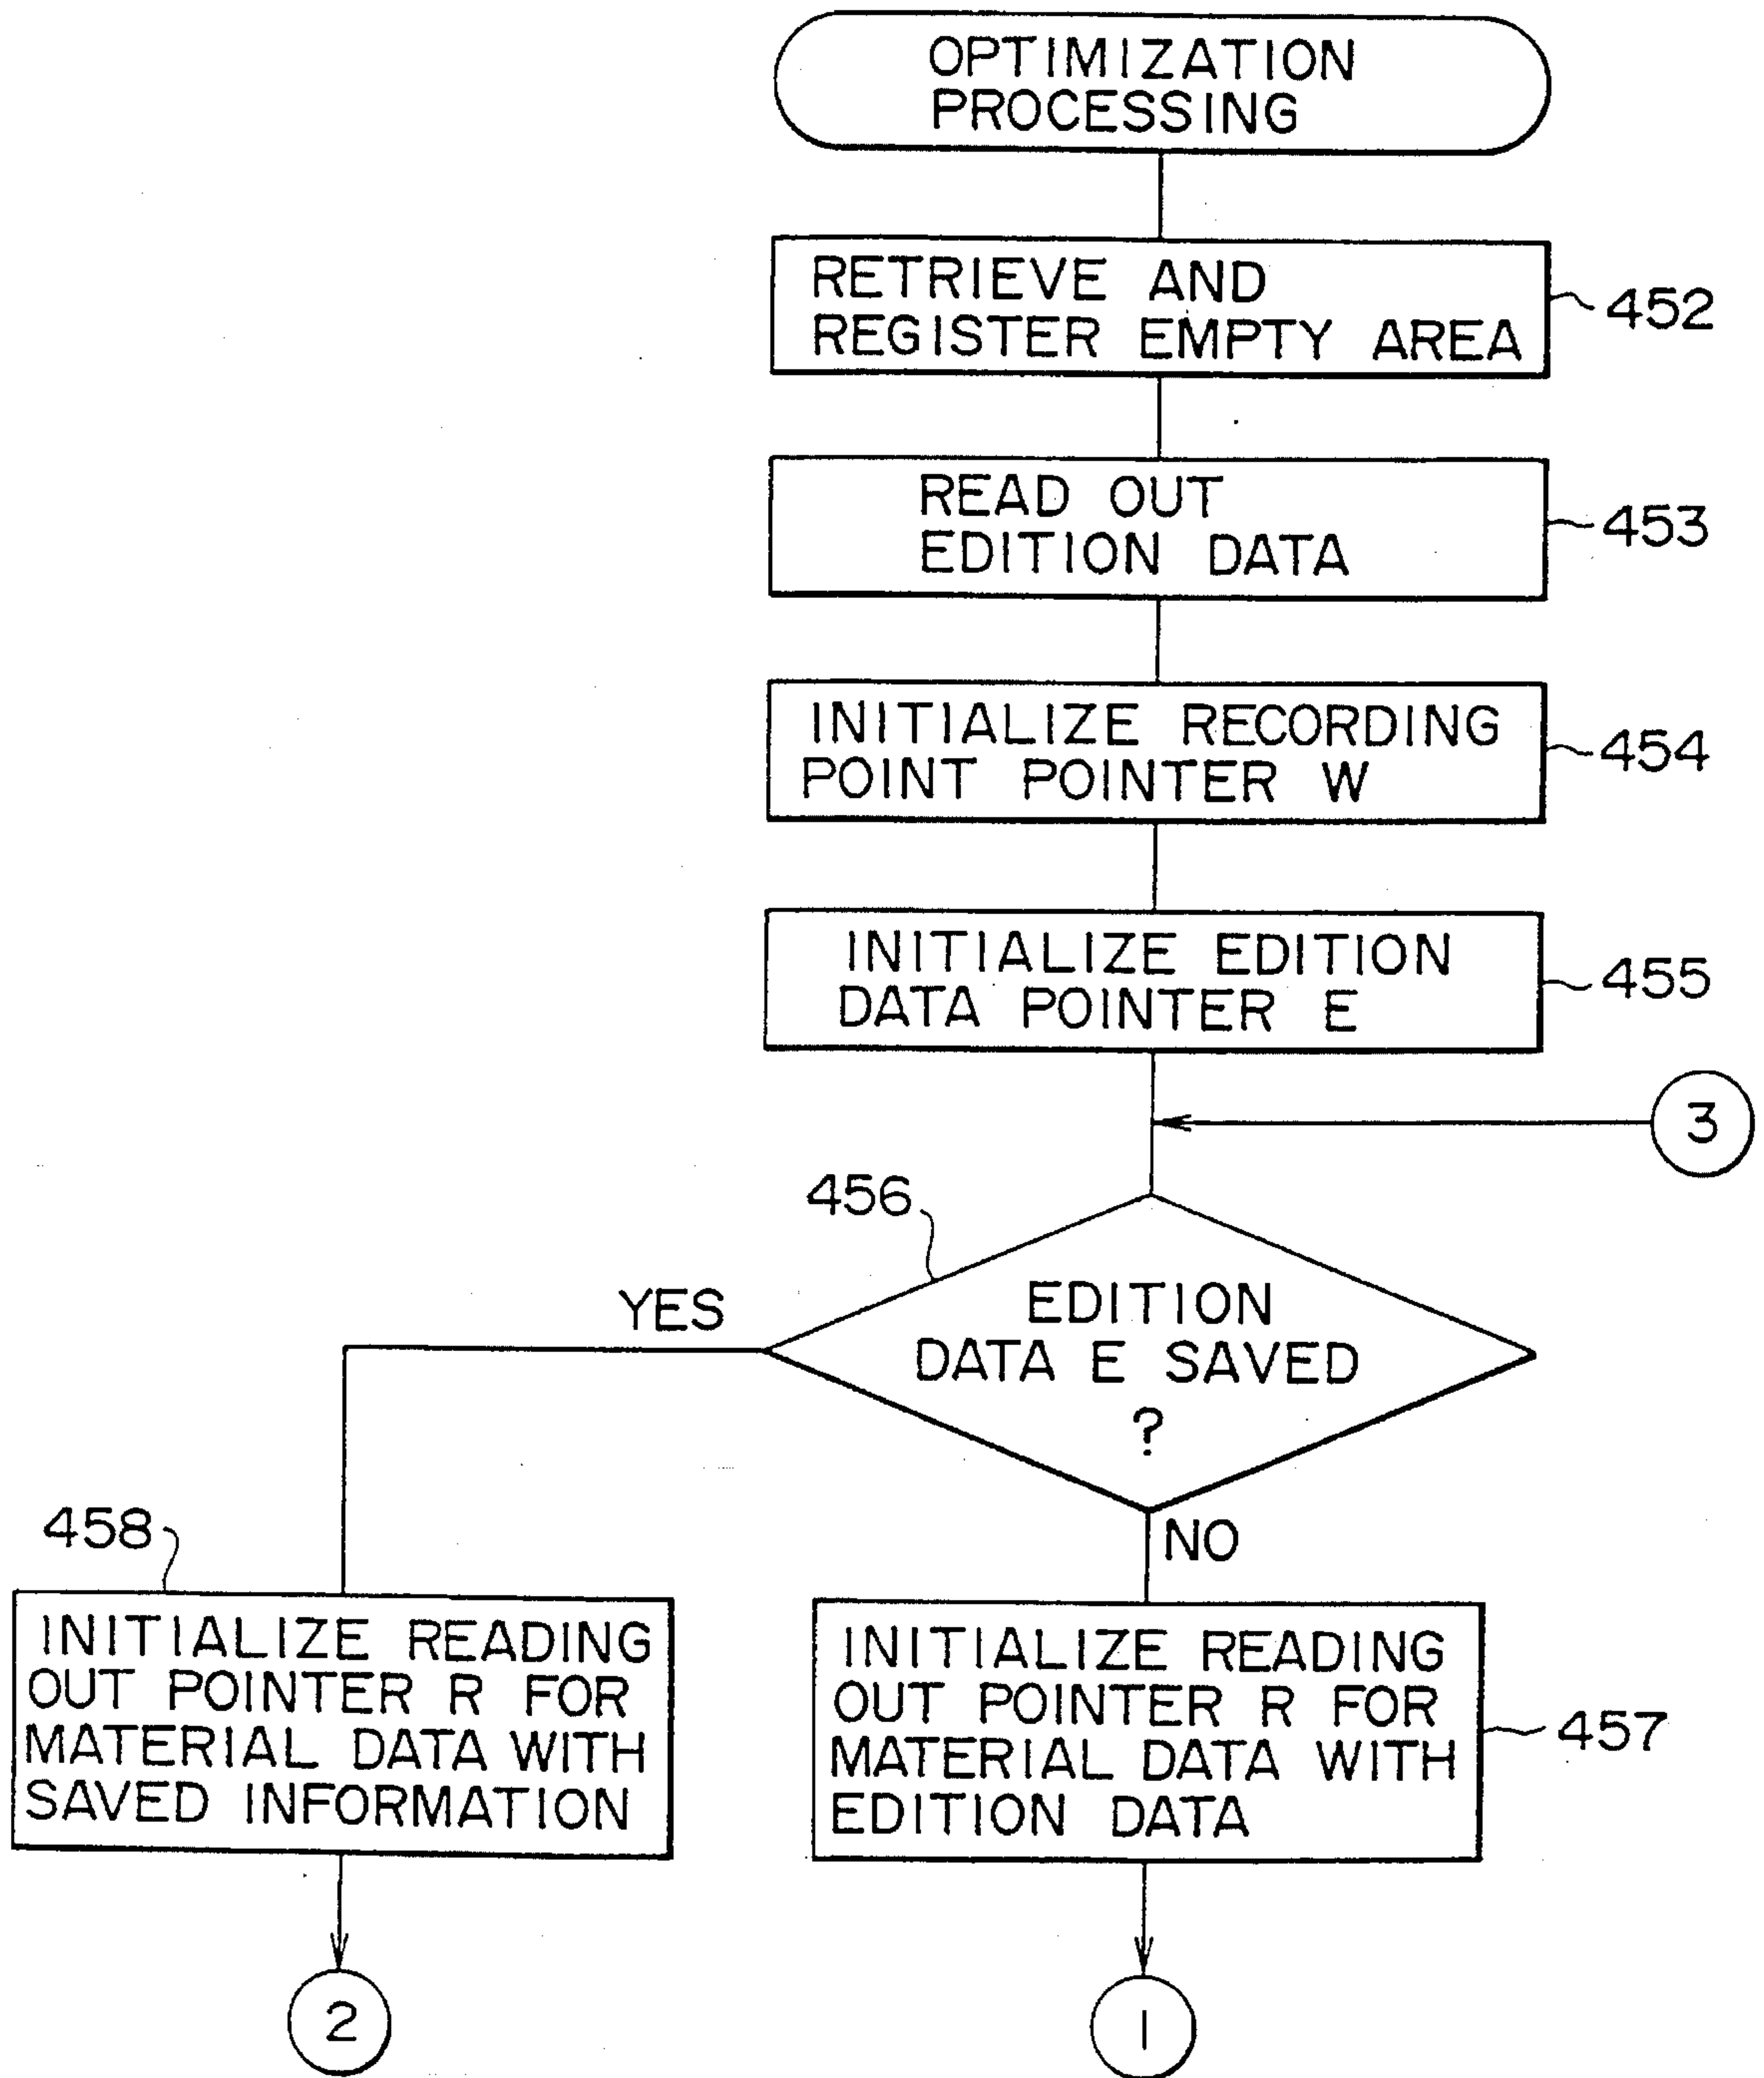 OPTIMIZATION
PROCESSING
RETRIEVE AND
REGISTER EMPTY AREA
452
READ OUT
EDITION DATA
453
INITIALIZE RECORDING
POINT POINTER W
454
INITIALIZE EDITION
DATA POINTER E
455
3
456
YES
EDITION
DATA E SAVED
?
NO
458
INITIALIZE READING
OUT POINTER R FOR
MATERIAL DATA WITH
SAVED INFORMATION
INITIALIZE READING
OUT POINTER R FOR
MATERIAL DATA WITH
EDITION DATA
457
2
1